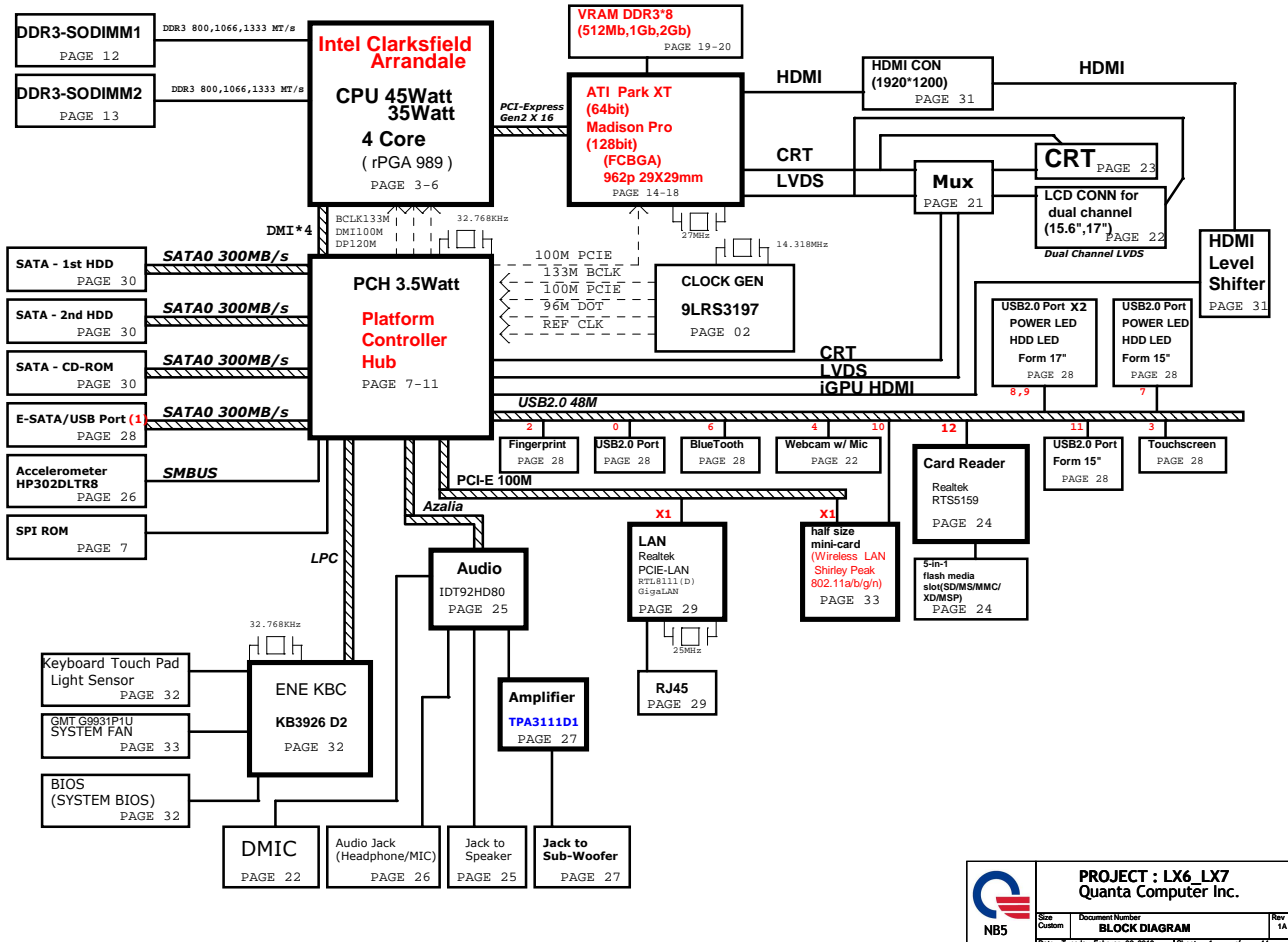 DDR3-SODIMM1
PAGE 12
DDR3 800,1066,1333 MT/s
DDR3-SODIMM2
PAGE 13
DDR3 800,1066,1333 MT/s
Intel Clarksfield
Arrandale
CPU 45Watt
35Watt
4 Core
( rPGA 989 )
PAGE 3-6
PCI-Express
Gen2 X 16
VRAM DDR3*8
(512Mb,1Gb,2Gb)
PAGE 19-20
ATI Park XT
(64bit)
Madison Pro
(128bit)
(FCBGA)
962p 29X29mm
PAGE 14-18
27MHz
HDMI
HDMI CON
(1920*1200)
PAGE 31
HDMI
CRT
LVDS
Mux
PAGE 21
CRT
PAGE 23
LCD CONN for
dual channel
(15.6",17")
PAGE 22
Dual Channel LVDS
HDMI
Level
Shifter
PAGE 31
DMI*4
BCLK133M
DMI100M
DP120M
32.768KHz
100M PCIE
133M BCLK
100M PCIE
96M DOT
REF CLK
14.318MHz
CLOCK GEN
9LRS3197
PAGE 02
SATA - 1st HDD
PAGE 30
SATA0 300MB/s
SATA - 2nd HDD
PAGE 30
SATA0 300MB/s
SATA - CD-ROM
PAGE 30
SATA0 300MB/s
E-SATA/USB Port (1)
PAGE 28
SATA0 300MB/s
Accelerometer
HP302DLTR8
PAGE 26
SMBUS
SPI ROM
PAGE 7
PCH 3.5Watt
Platform
Controller
Hub
PAGE 7-11
CRT
LVDS
iGPU HDMI
USB2.0 48M
USB2.0 Port X2
POWER LED
HDD LED
Form 17"
PAGE 28
8,9
USB2.0 Port
POWER LED
HDD LED
Form 15"
PAGE 28
7
2
Fingerprint
PAGE 28
0
USB2.0 Port
PAGE 28
6
BlueTooth
PAGE 28
4
Webcam w/ Mic
PAGE 22
10
12
Card Reader
Realtek
RTS5159
PAGE 24
11
USB2.0 Port
Form 15"
PAGE 28
3
Touchscreen
PAGE 28
5-in-1
flash media
slot(SD/MS/MMC/
XD/MSP)
PAGE 24
PCI-E 100M
Azalia
LPC
X1
LAN
Realtek
PCIE-LAN
RTL8111(D)
GigaLAN
PAGE 29
25MHz
RJ45
PAGE 29
X1
half size
mini-card
(Wireless LAN
Shirley Peak
802.11a/b/g/n)
PAGE 33
Audio
IDT92HD80
PAGE 25
32.768KHz
ENE KBC
KB3926 D2
PAGE 32
Keyboard Touch Pad
Light Sensor
PAGE 32
GMT G9931P1U
SYSTEM FAN
PAGE 33
BIOS
(SYSTEM BIOS)
PAGE 32
Amplifier
TPA3111D1
PAGE 27
DMIC
PAGE 22
Audio Jack
(Headphone/MIC)
PAGE 26
Jack to
Speaker
PAGE 25
Jack to
Sub-Woofer
PAGE 27
NB5
PROJECT : LX6_LX7
Quanta Computer Inc.
Size
Custom
Document Number
BLOCK DIAGRAM
Rev
1A